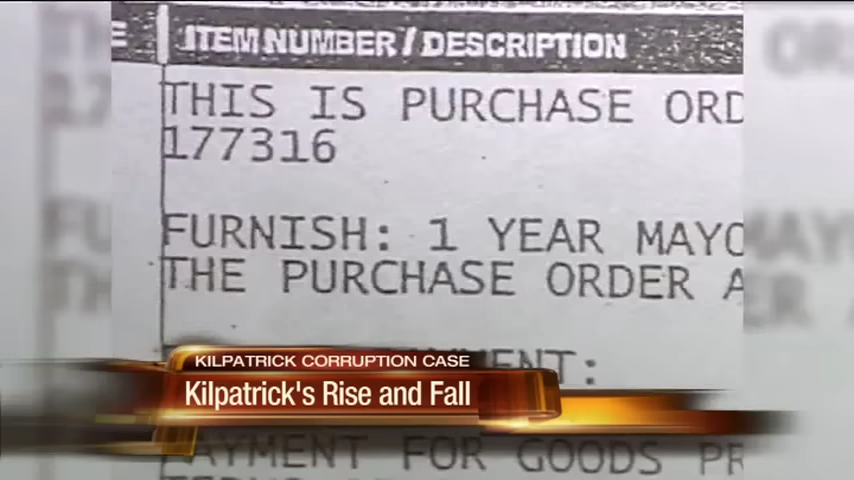 E ITEM NUMBER / DESCRIPTION
THIS IS PURCHASE ORD
177316
FURNISH: 1 YEAR MAYO
THE PURCHASE ORDER A
KILPATRICK CORRUPTION CASE
Kilpatrick's Rise and Fall
PAYMENT FOR GOODS PR